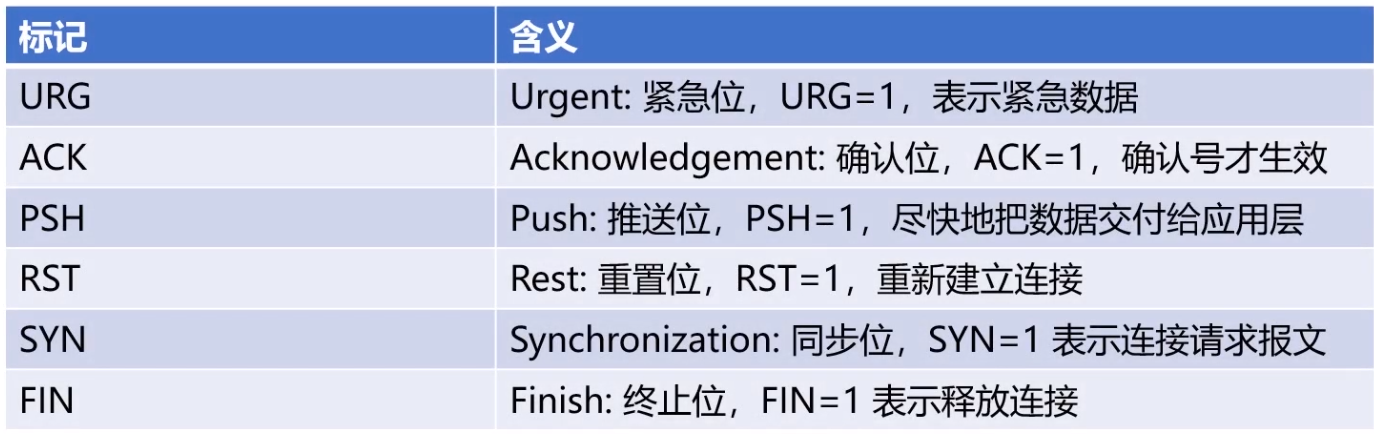 标记 含义
URG Urgent: 紧急位，URG=1，表示紧急数据
ACK Acknowledgement: 确认位，ACK=1，确认号才生效
PSH Push: 推送位，PSH=1，尽快地把数据交付给应用层
RST Rest: 重置位，RST=1，重新建立连接
SYN Synchronization: 同步位，SYN=1 表示连接请求报文
FIN Finish: 终止位，FIN=1 表示释放连接